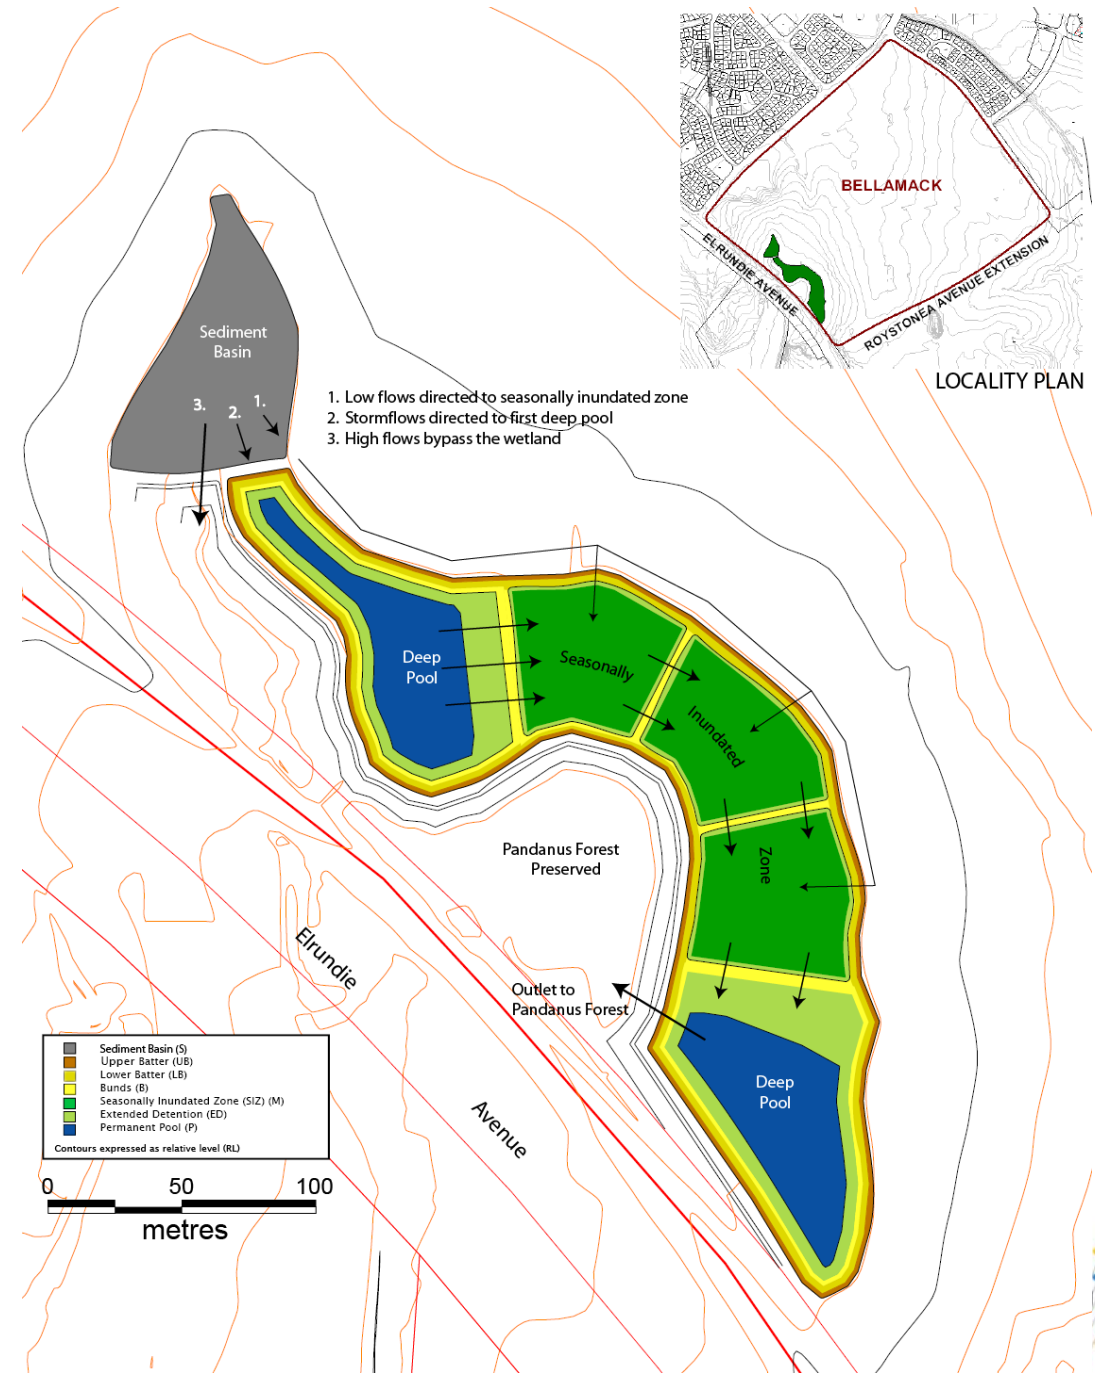 BELLAMACK
ELRUNDIE AVENUE
ROYSTONEA AVENUE EXTENSION
LOCALITY PLAN
Sediment
Basin
3.
2.
1.
1. Low flows directed to seasonally inundated zone
2. Stormflows directed to first deep pool
3. High flows bypass the wetland
Deep
Pool
Seasonally
Inundated
Zone
Pandanus Forest
Preserved
Elrundie
Avenue
Outlet to
Pandanus Forest
Deep
Pool
Sediment Basin (S)
Upper Batter (UB)
Lower Batter (LB)
Bunds (B)
Seasonally Inundated Zone (SIZ) (M)
Extended Detention (ED)
Permanent Pool (P)
Contours expressed as relative level (RL)
0 50 100
metres